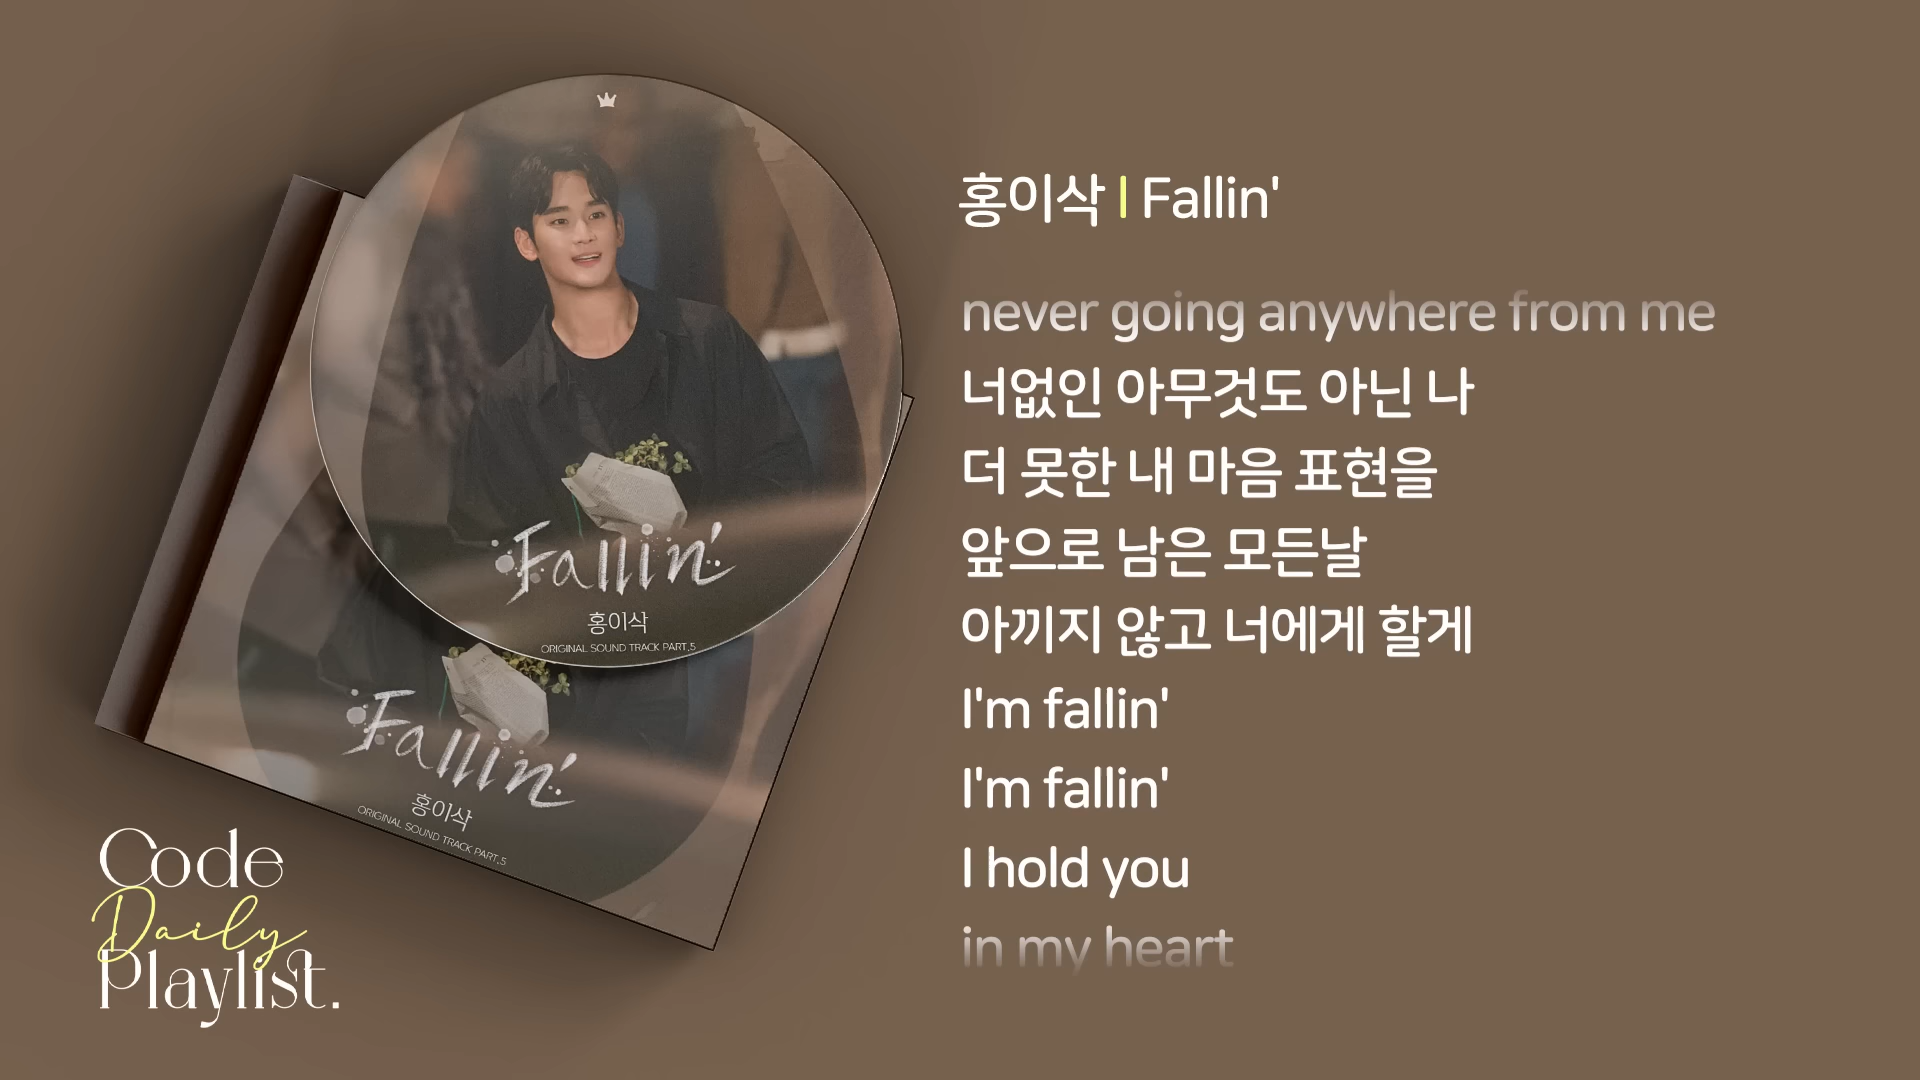 Fallin'
홍이삭
ORIGINAL SOUND TRACK PART.5
Fallin'
홍이삭
ORIGINAL SOUND TRACK PART.5
Code
Daily
Playlist.
홍이삭 | Fallin'
never going anywhere from me
너없인 아무것도 아닌 나
더 못한 내 마음 표현을
앞으로 남은 모든날
아끼지 않고 너에게 할게
I'm fallin'
I'm fallin'
I hold you
in my heart